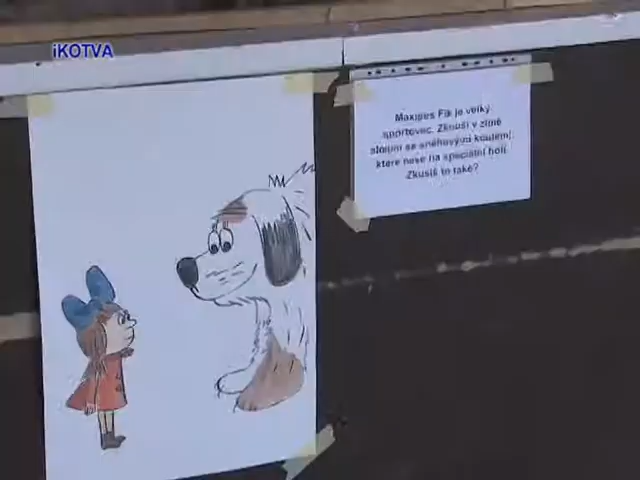 iKOTVA
Maxipes Fík je velký
sportovec. Zkouší v zimě
slalom se sněhovými koulemi,
které nese na speciální holi.
Zkusíš to také?